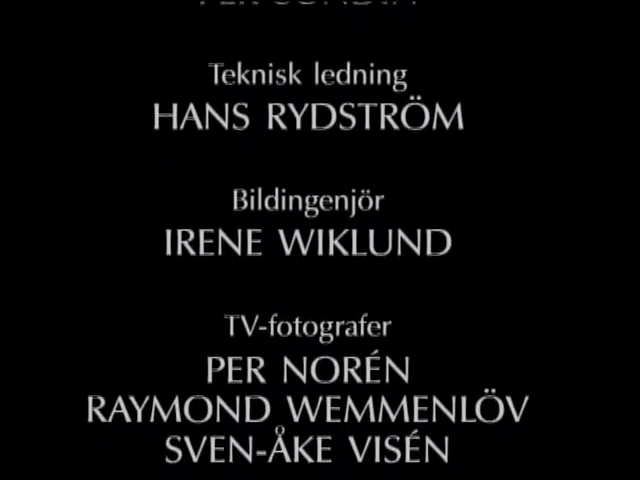 Teknisk ledning
HANS RYDSTRÖM
Bildingenjör
IRENE WIKLUND
TV-fotografer
PER NORÉN
RAYMOND WEMMENLÖV
SVEN-ÅKE VISÉN